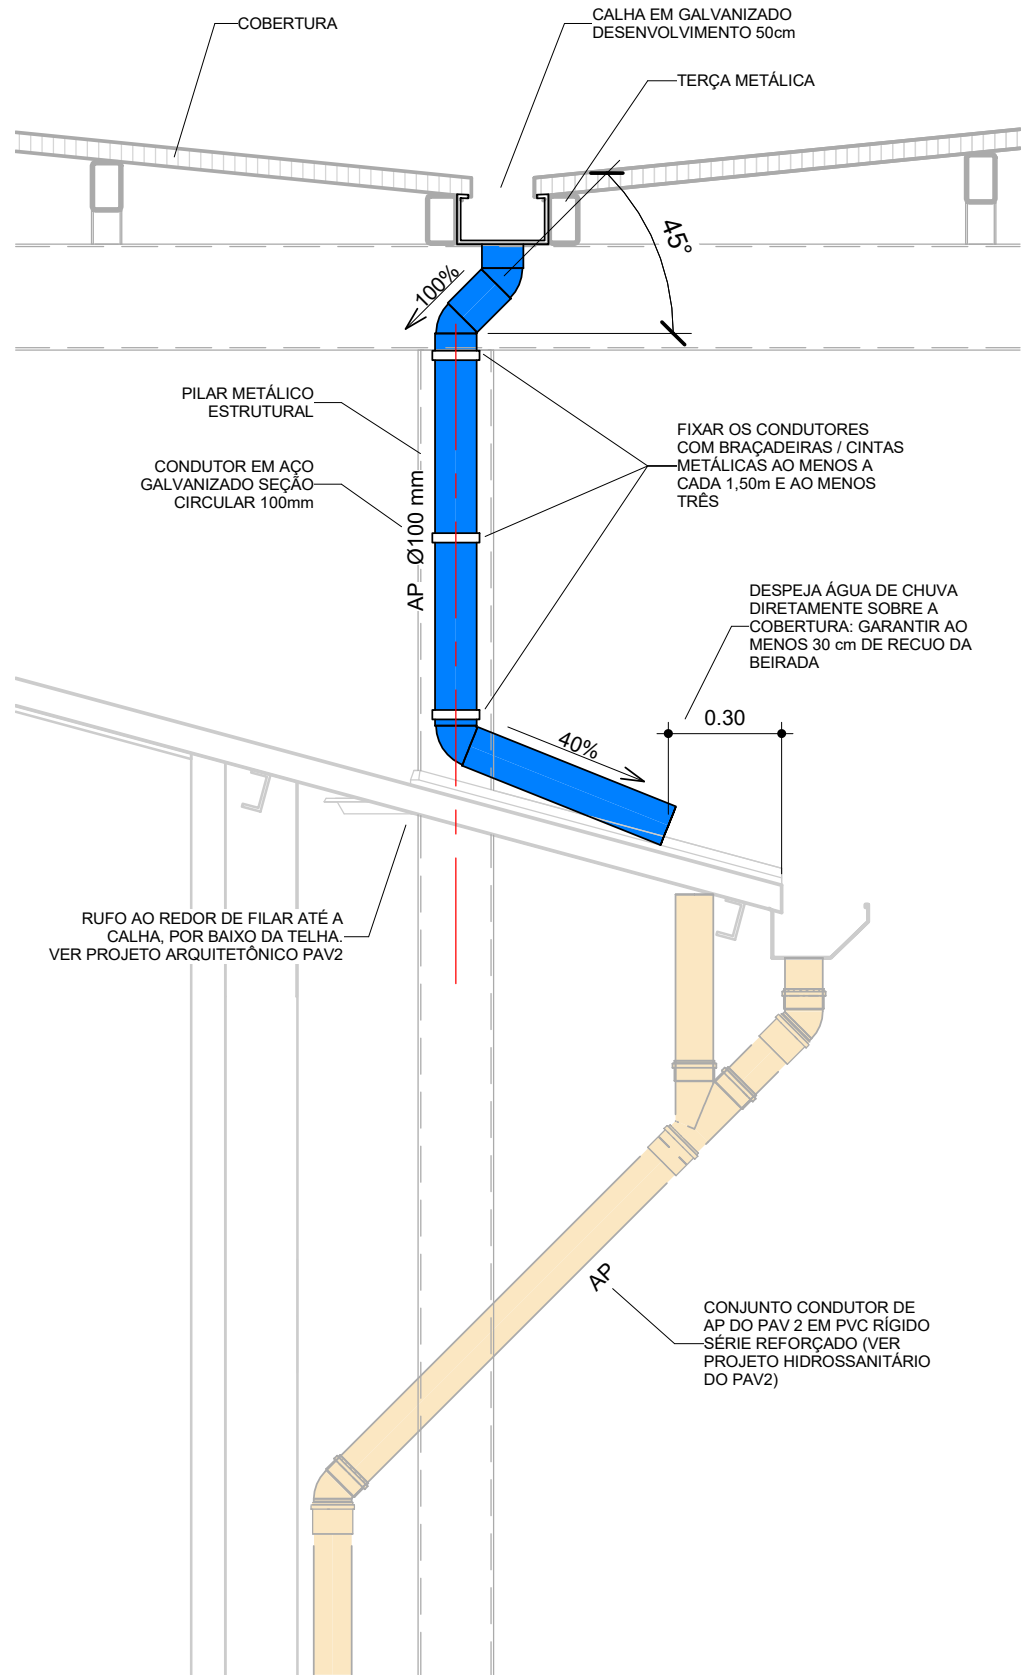 COBERTURA
CALHA EM GALVANIZADO
DESENVOLVIMENTO 50cm
TERÇA METÁLICA
45°
100%
PILAR METÁLICO
ESTRUTURAL
CONDUTOR EM AÇO
GALVANIZADO SEÇÃO
CIRCULAR 100mm
AP Ø100 mm
FIXAR OS CONDUTORES
COM BRAÇADEIRAS / CINTAS
METÁLICAS AO MENOS A
CADA 1,50m E AO MENOS
TRÊS
DESPEJA ÁGUA DE CHUVA
DIRETAMENTE SOBRE A
COBERTURA: GARANTIR AO
MENOS 30 cm DE RECUO DA
BEIRADA
0.30
40%
RUFO AO REDOR DE FILAR ATÉ A
CALHA, POR BAIXO DA TELHA.
VER PROJETO ARQUITETÔNICO PAV2
AP
CONJUNTO CONDUTOR DE
AP DO PAV 2 EM PVC RÍGIDO
SÉRIE REFORÇADO (VER
PROJETO HIDROSSANITÁRIO
DO PAV2)